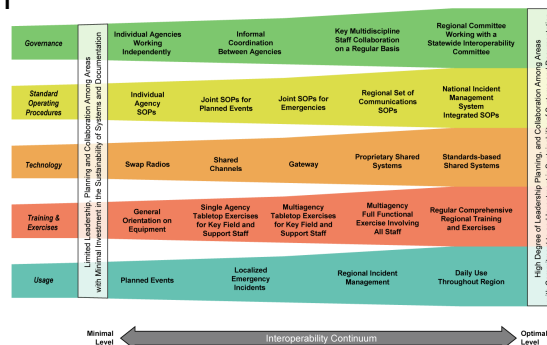 Governance
Individual Agencies
Working
Independently
Informal
Coordination
Between Agencies
Key Multidiscipline
Staff Collaboration
on a Regular Basis
Regional Committee
Working with a
Statewide Interoperability
Committee
Standard
Operating
Procedures
Individual
Agency
SOPs
Joint SOPs for
Planned Events
Joint SOPs for
Emergencies
Regional Set of
Communications
SOPs
National Incident
Management
System
Integrated SOPs
Technology
Swap Radios
Shared
Channels
Gateway
Proprietary Shared
Systems
Standards-based
Shared Systems
Training &
Exercises
General
Orientation on
Equipment
Single Agency
Tabletop Exercises
for Key Field and
Support Staff
Multiagency
Tabletop Exercises
for Key Field and
Support Staff
Multiagency
Full Functional
Exercise Involving
All Staff
Regular Comprehensive
Regional Training
and Exercises
Usage
Planned Events
Localized
Emergency
Incidents
Regional Incident
Management
Daily Use
Throughout Region
Limited Leadership, Planning and Collaboration Among Areas
with Minimal Investment in the Sustainability of Systems and Documentation
High Degree of Leadership Planning, and Collaboration Among Areas
Minimal
Level
Interoperability Continuum
Optimal
Level